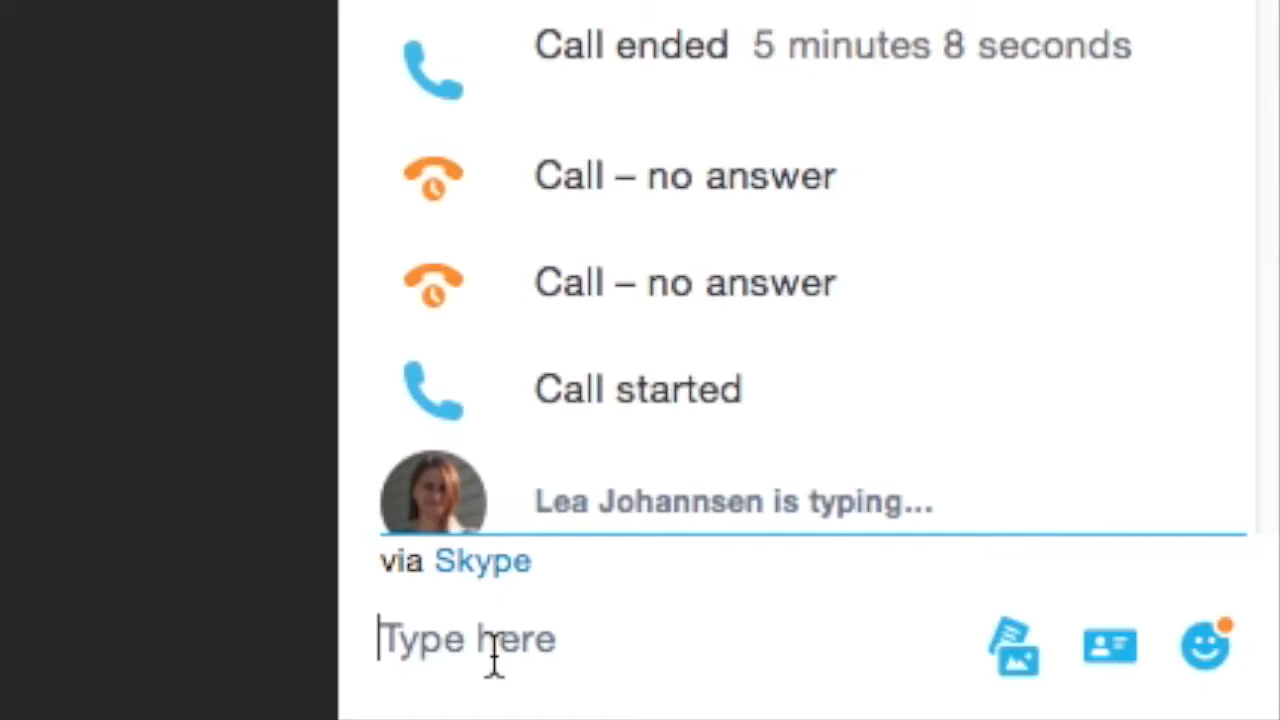 Call ended 5 minutes 8 seconds
Call – no answer
Call – no answer
Call started
Lea Johannsen is typing...
via Skype
Type here